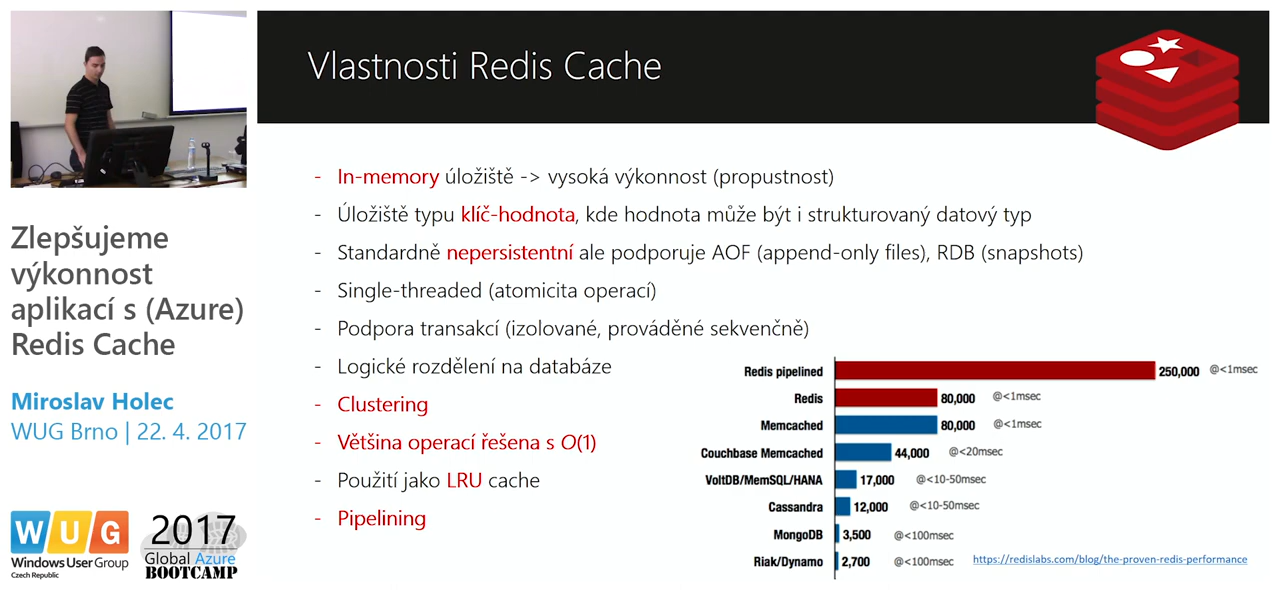 Vlastnosti Redis Cache
- In-memory úložiště -> vysoká výkonnost (propustnost)
- Úložiště typu klíč-hodnota, kde hodnota může být i strukturovaný datový typ
- Standardně nepersistentní ale podporuje AOF (append-only files), RDB (snapshots)
- Single-threaded (atomicita operací)
- Podpora transakcí (izolované, prováděné sekvenčně)
- Logické rozdělení na databáze
- Clustering
- Většina operací řešena s O(1)
- Použití jako LRU cache
- Pipelining
Redis pipelined 250,000 @<1msec
Redis 80,000 @<1msec
Memcached 80,000 @<1msec
Couchbase Memcached 44,000 @<20msec
VoltDB/MemSQL/HANA 17,000 @<10-50msec
Cassandra 12,000 @<10-50msec
MongoDB 3,500 @<100msec
Riak/Dynamo 2,700 @<100msec
https://redislabs.com/blog/the-proven-redis-performance
Zlepšujeme
výkonnost
aplikací s (Azure)
Redis Cache
Miroslav Holec
WUG Brno | 22. 4. 2017
WUG
Windows User Group
Czech Republic
2017
Global Azure
BOOTCAMP